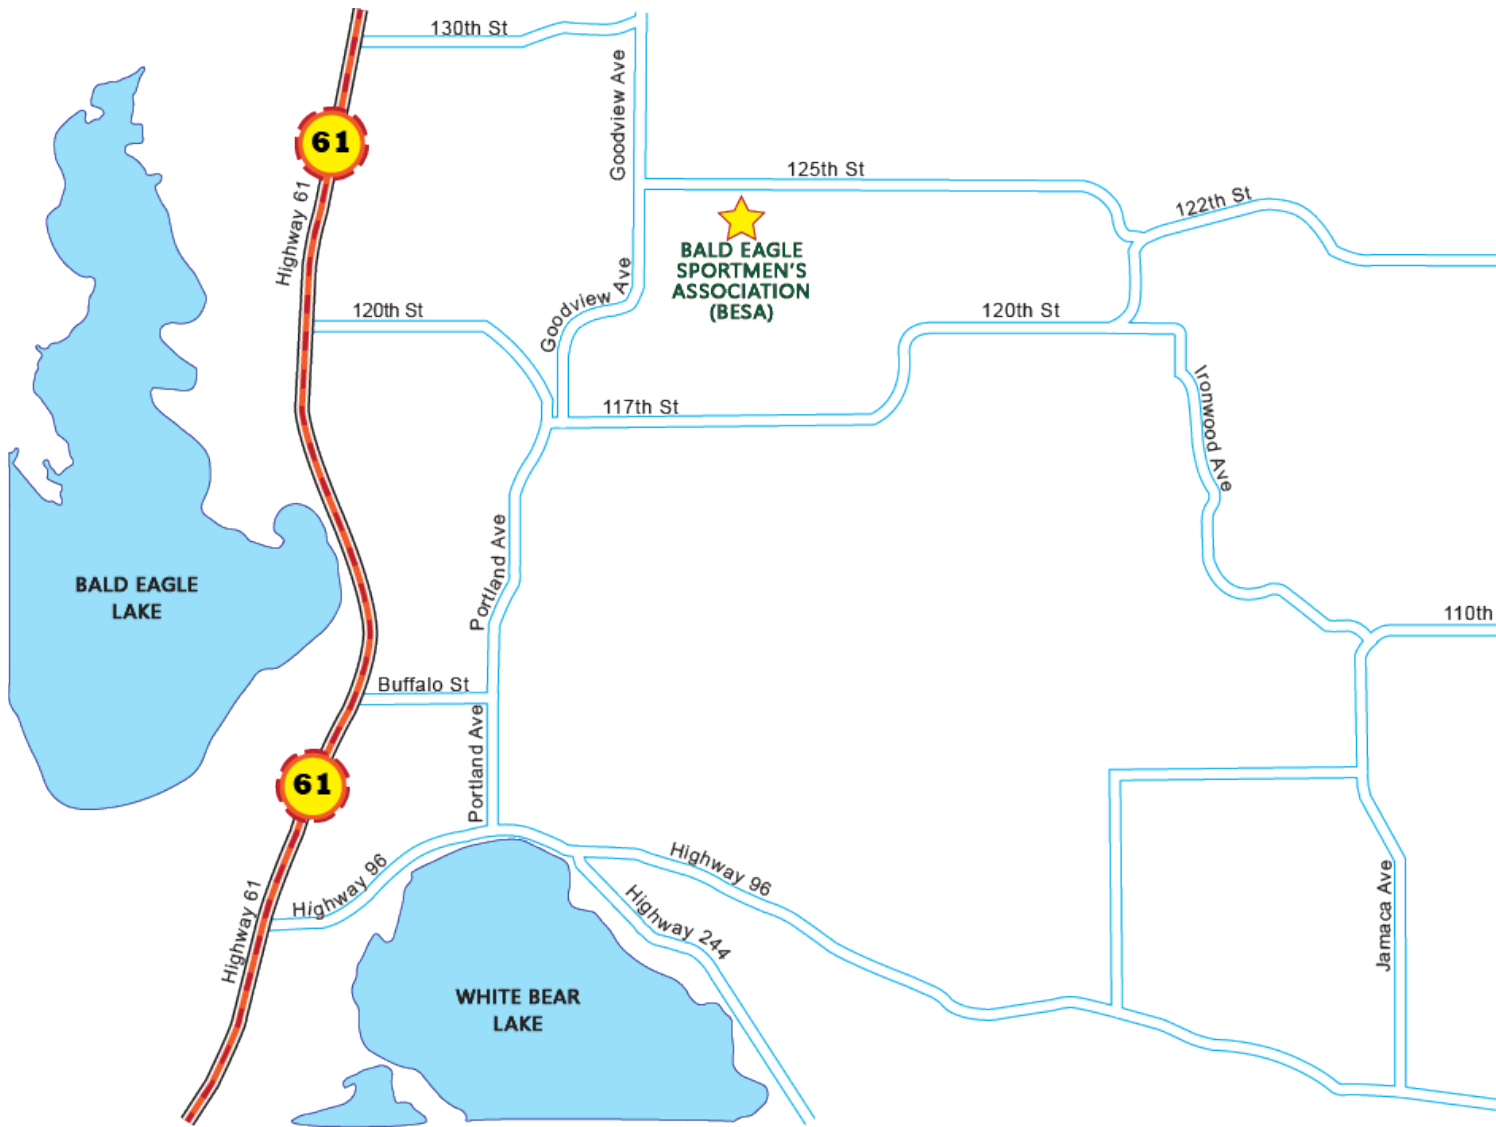 130th St
Goodview Ave
61
125th St
Highway 61
122th St
BALD EAGLE
SPORTMEN'S
ASSOCIATION
(BESA)
Goodview Ave
120th St
120th St
117th St
Ironwood Ave
Portland Ave
BALD EAGLE
LAKE
110th
Buffalo St
Portland Ave
61
Highway 96
Highway 96
Highway 61
Highway 244
Jamaca Ave
WHITE BEAR
LAKE